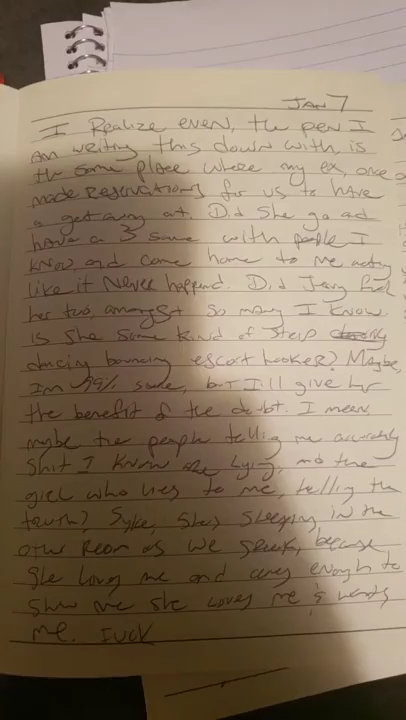 Jan 7
I Realize even, the pen I
am writing this down with, is
the same place where my ex, once
made reservations for us to have
a get away at. Did she go and
have a 3 some with people I
know, and come home to me acting
like it Never happend. Did
her two, amongst so many I know.
is she some kind of Strip
dancing bouncing escort hooker? Maybe,
Im 99% sure, but I'll give her
the benefit of the doubt. I mean,
maybe the people telling me accurately
Shit I know are lying, and the
girl who lies to me, telling the
truth? Syke, Shes sleeping, in the
other Room as we speak, because
She loves me and cares enough to
show me she loves me & wants
me. Fuck